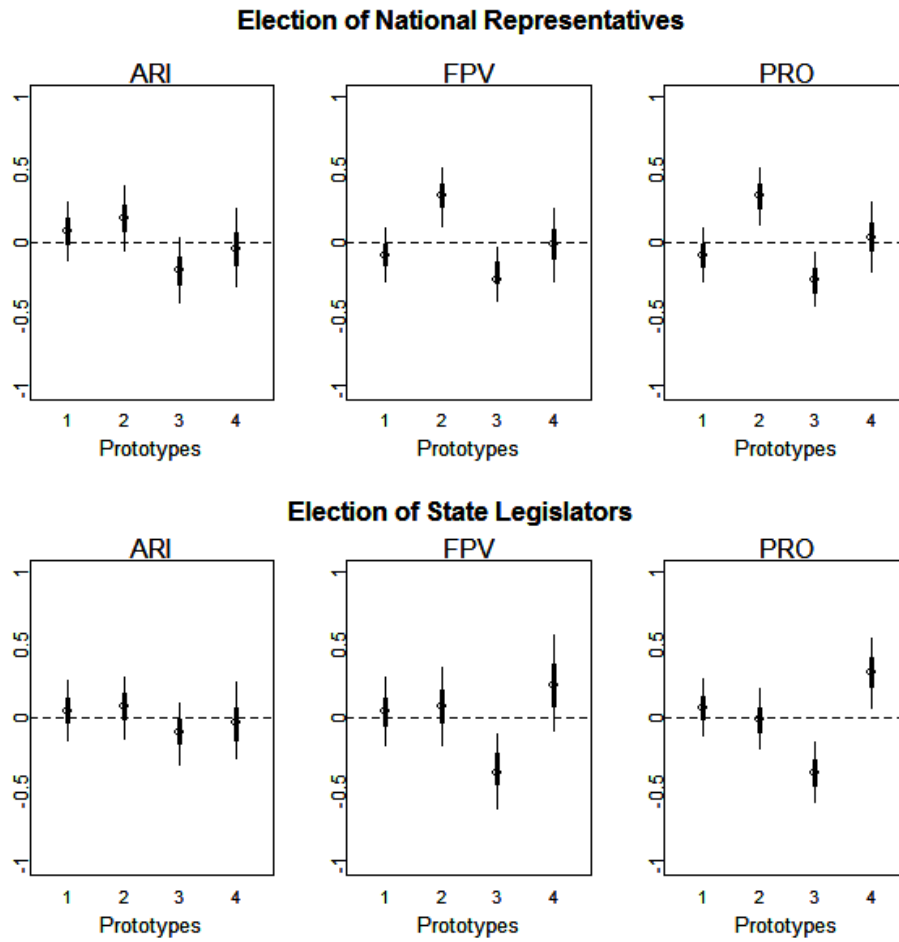 Election of National Representatives
ARI FPV PRO
1 1 1
0.5 0.5 0.5
0 0 0
-0.5 -0.5 -0.5
-1 -1 -1
1 2 3 4 1 2 3 4 1 2 3 4
Prototypes Prototypes Prototypes
Election of State Legislators
ARI FPV PRO
1 1 1
0.5 0.5 0.5
0 0 0
-0.5 -0.5 -0.5
-1 -1 -1
1 2 3 4 1 2 3 4 1 2 3 4
Prototypes Prototypes Prototypes